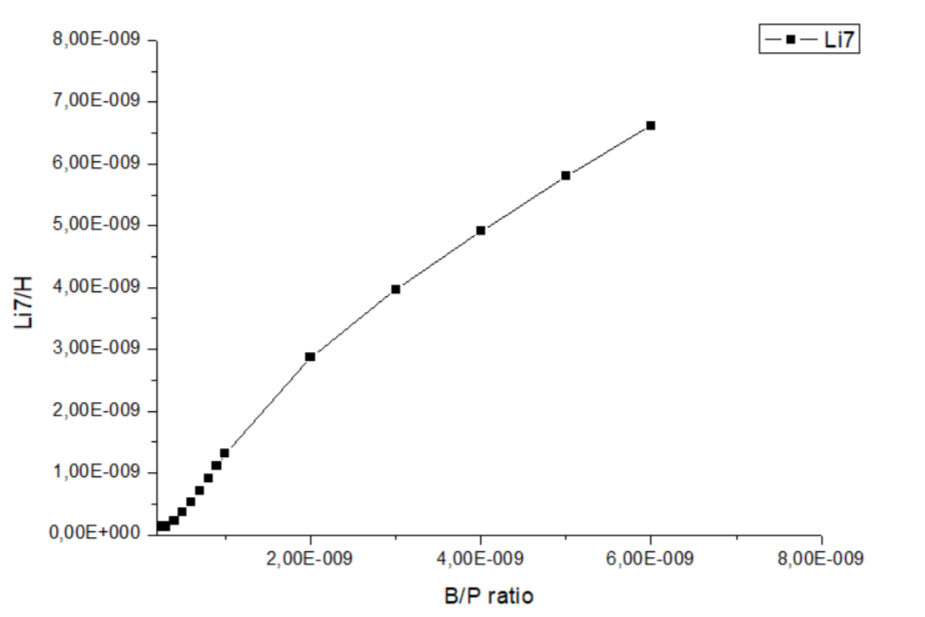 Li7
8,00E-009
7,00E-009
6,00E-009
5,00E-009
4,00E-009
3,00E-009
2,00E-009
1,00E-009
0,00E+000
Li7/H
2,00E-009 4,00E-009 6,00E-009 8,00E-009
B/P ratio